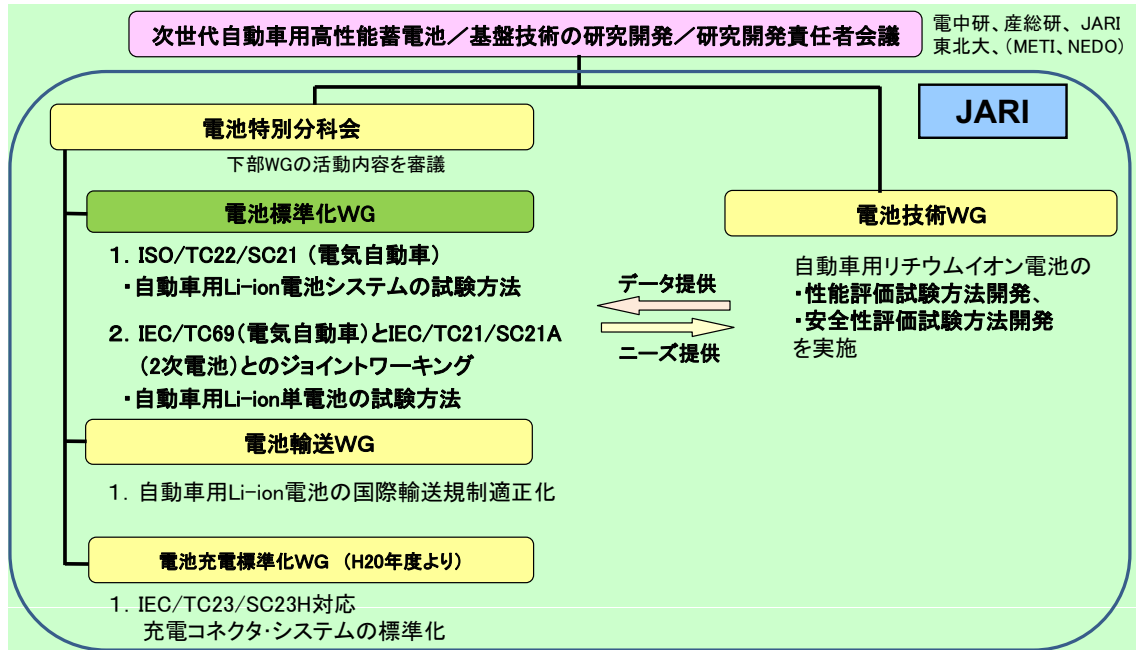 次世代自動車用高性能蓄電池／基盤技術の研究開発／研究開発責任者会議
電中研、産総研、JARI
東北大、(METI、NEDO)
JARI
電池特別分科会
下部WGの活動内容を審議
電池標準化WG
1. ISO/TC22/SC21 (電気自動車)
・自動車用Li-ion電池システムの試験方法
2. IEC/TC69(電気自動車)とIEC/TC21/SC21A
(2次電池)とのジョイントワーキング
・自動車用Li-ion単電池の試験方法
データ提供
ニーズ提供
電池技術WG
自動車用リチウムイオン電池の
・性能評価試験方法開発、
・安全性評価試験方法開発
を実施
電池輸送WG
1. 自動車用Li-ion電池の国際輸送規制適正化
電池充電標準化WG (H20年度より)
1. IEC/TC23/SC23H対応
充電コネクタ・システムの標準化